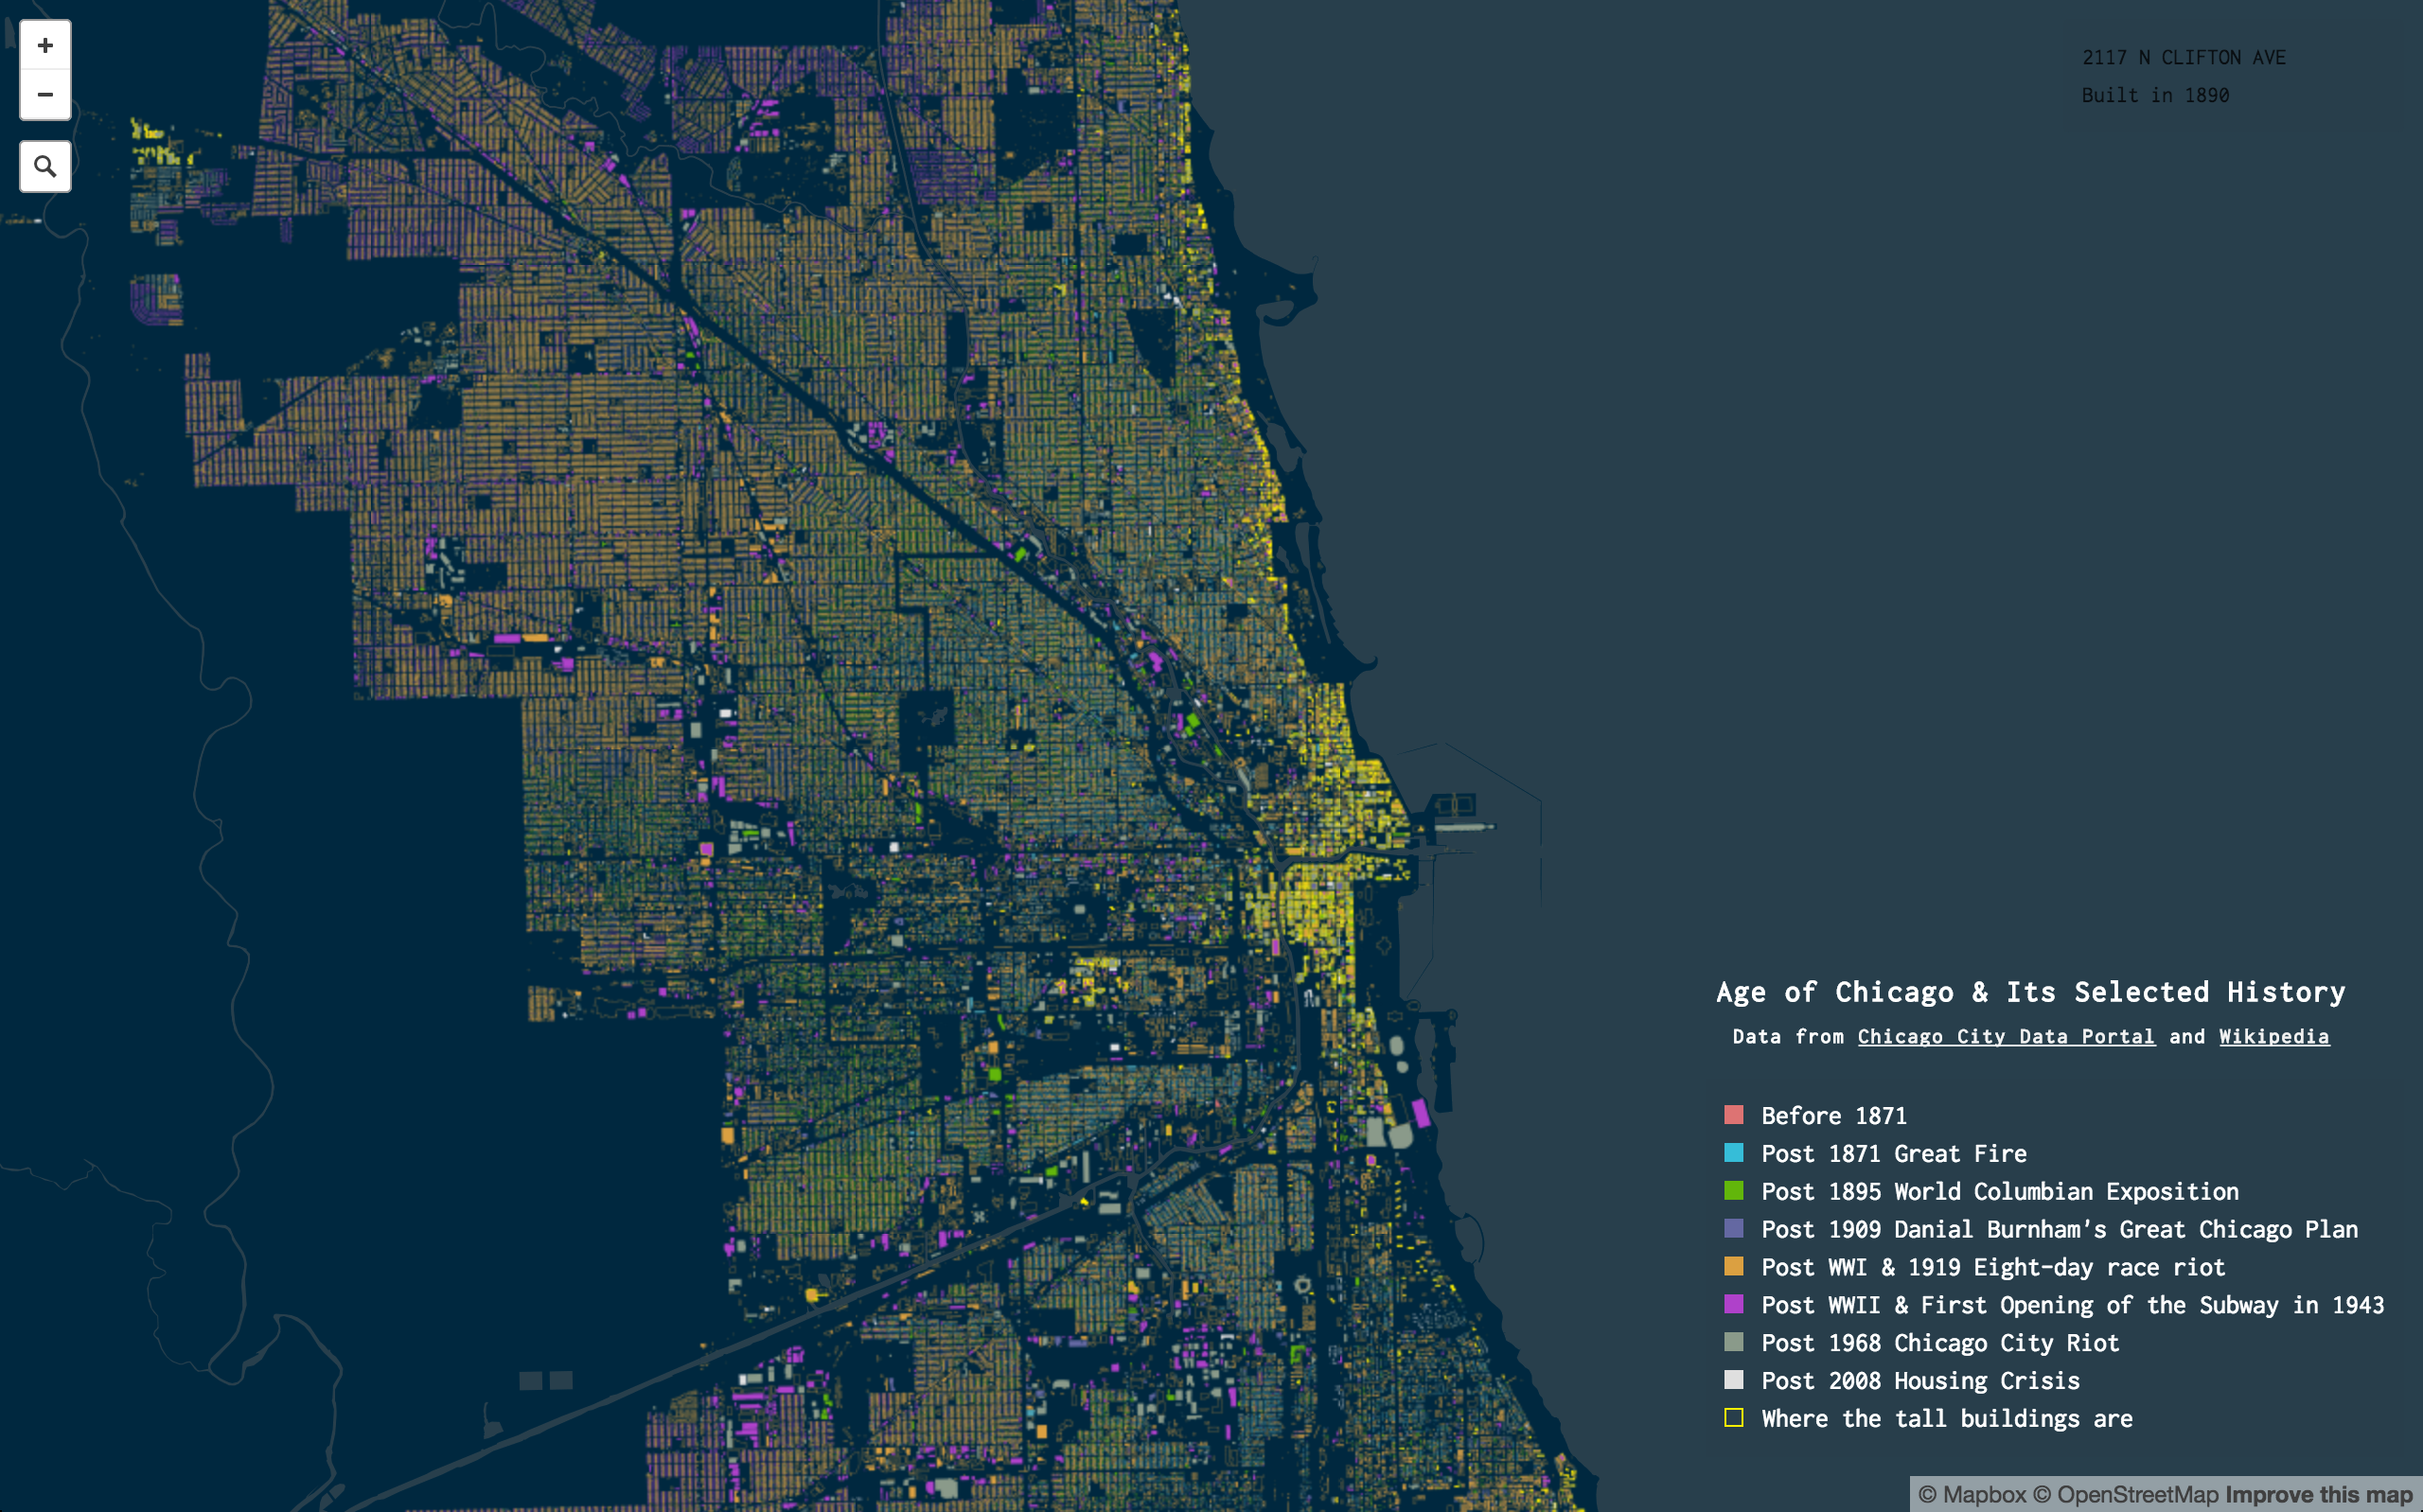 +
−
2117 N CLIFTON AVE
Built in 1890
Age of Chicago & Its Selected History
Data from Chicago City Data Portal and Wikipedia
Before 1871
Post 1871 Great Fire
Post 1895 World Columbian Exposition
Post 1909 Danial Burnham's Great Chicago Plan
Post WWI & 1919 Eight-day race riot
Post WWII & First Opening of the Subway in 1943
Post 1968 Chicago City Riot
Post 2008 Housing Crisis
Where the tall buildings are
© Mapbox © OpenStreetMap Improve this map